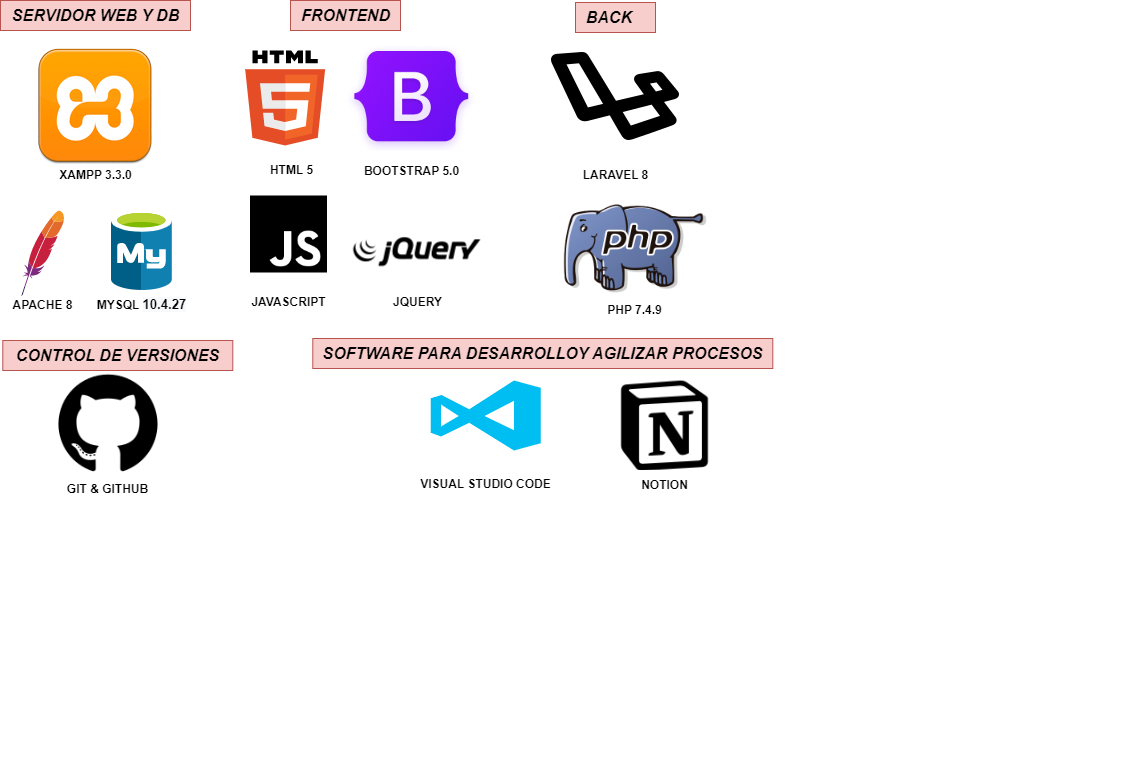 SERVIDOR WEB Y DB
FRONTEND
BACK
HTML
5
B
XAMPP 3.3.0
HTML 5
BOOTSTRAP 5.0
LARAVEL 8
My
JS
jQuery
php
APACHE 8
MYSQL 10.4.27
JAVASCRIPT
JQUERY
PHP 7.4.9
CONTROL DE VERSIONES
SOFTWARE PARA DESARROLLOY AGILIZAR PROCESOS
N
GIT & GITHUB
VISUAL STUDIO CODE
NOTION